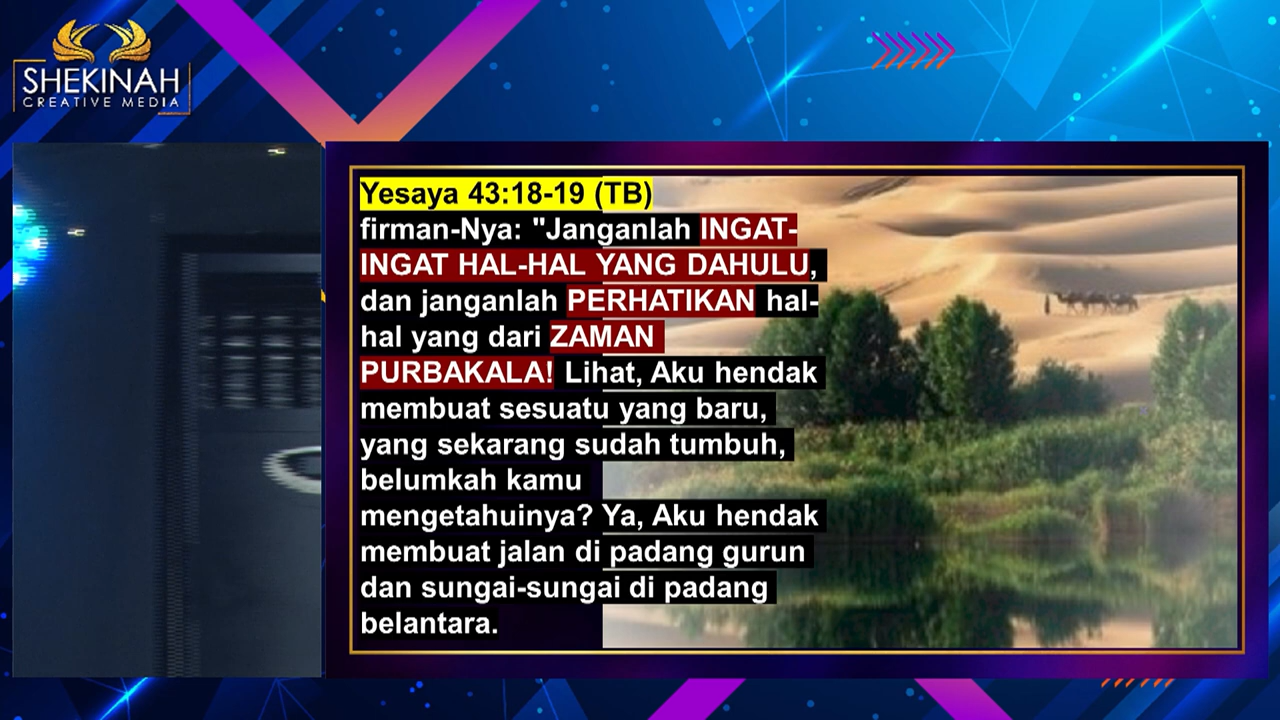 SHEKINAH
CREATIVE MEDIA
Yesaya 43:18-19 (TB)
firman-Nya: "Janganlah INGAT-
INGAT HAL-HAL YANG DAHULU,
dan janganlah PERHATIKAN hal-
hal yang dari ZAMAN
PURBAKALA! Lihat, Aku hendak
membuat sesuatu yang baru,
yang sekarang sudah tumbuh,
belumkah kamu
mengetahuinya? Ya, Aku hendak
membuat jalan di padang gurun
dan sungai-sungai di padang
belantara.